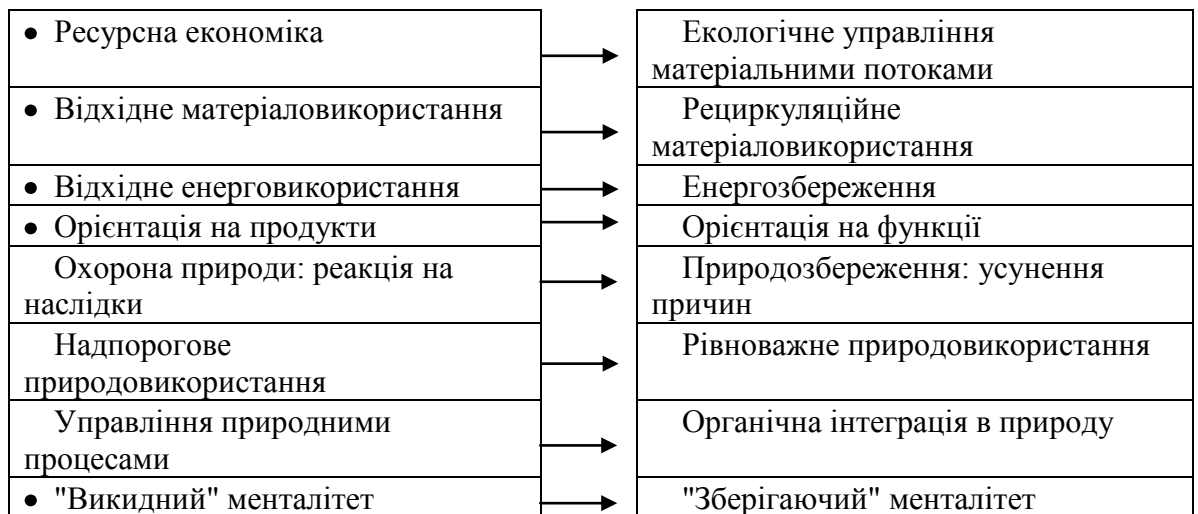 • Ресурсна економіка
Екологічне управління
матеріальними потоками
• Відхідне матеріаловикористання
Рециркуляційне
матеріаловикористання
• Відхідне енерговикористання
Енергозбереження
• Орієнтація на продукти
Орієнтація на функції
Охорона природи: реакція на
наслідки
Природозбереження: усунення
причин
Надпорогове
природовикористання
Рівноважне природовикористання
Управління природними
процесами
Органічна інтеграція в природу
• "Викидний" менталітет
"Зберігаючий" менталітет